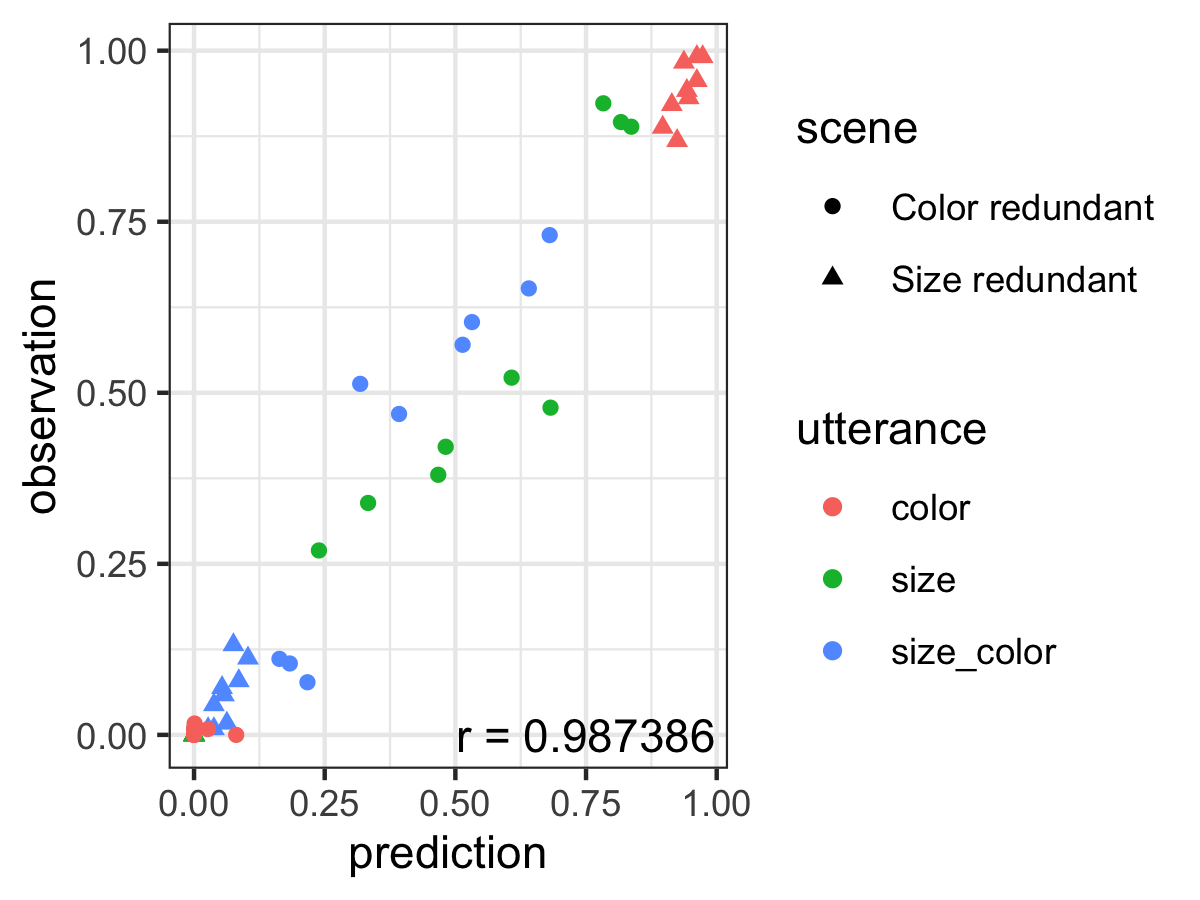 1.00
0.75
0.50
0.25
0.00
observation
r = 0.987386
0.00 0.25 0.50 0.75 1.00
prediction
scene
Color redundant
Size redundant
utterance
color
size
size_color